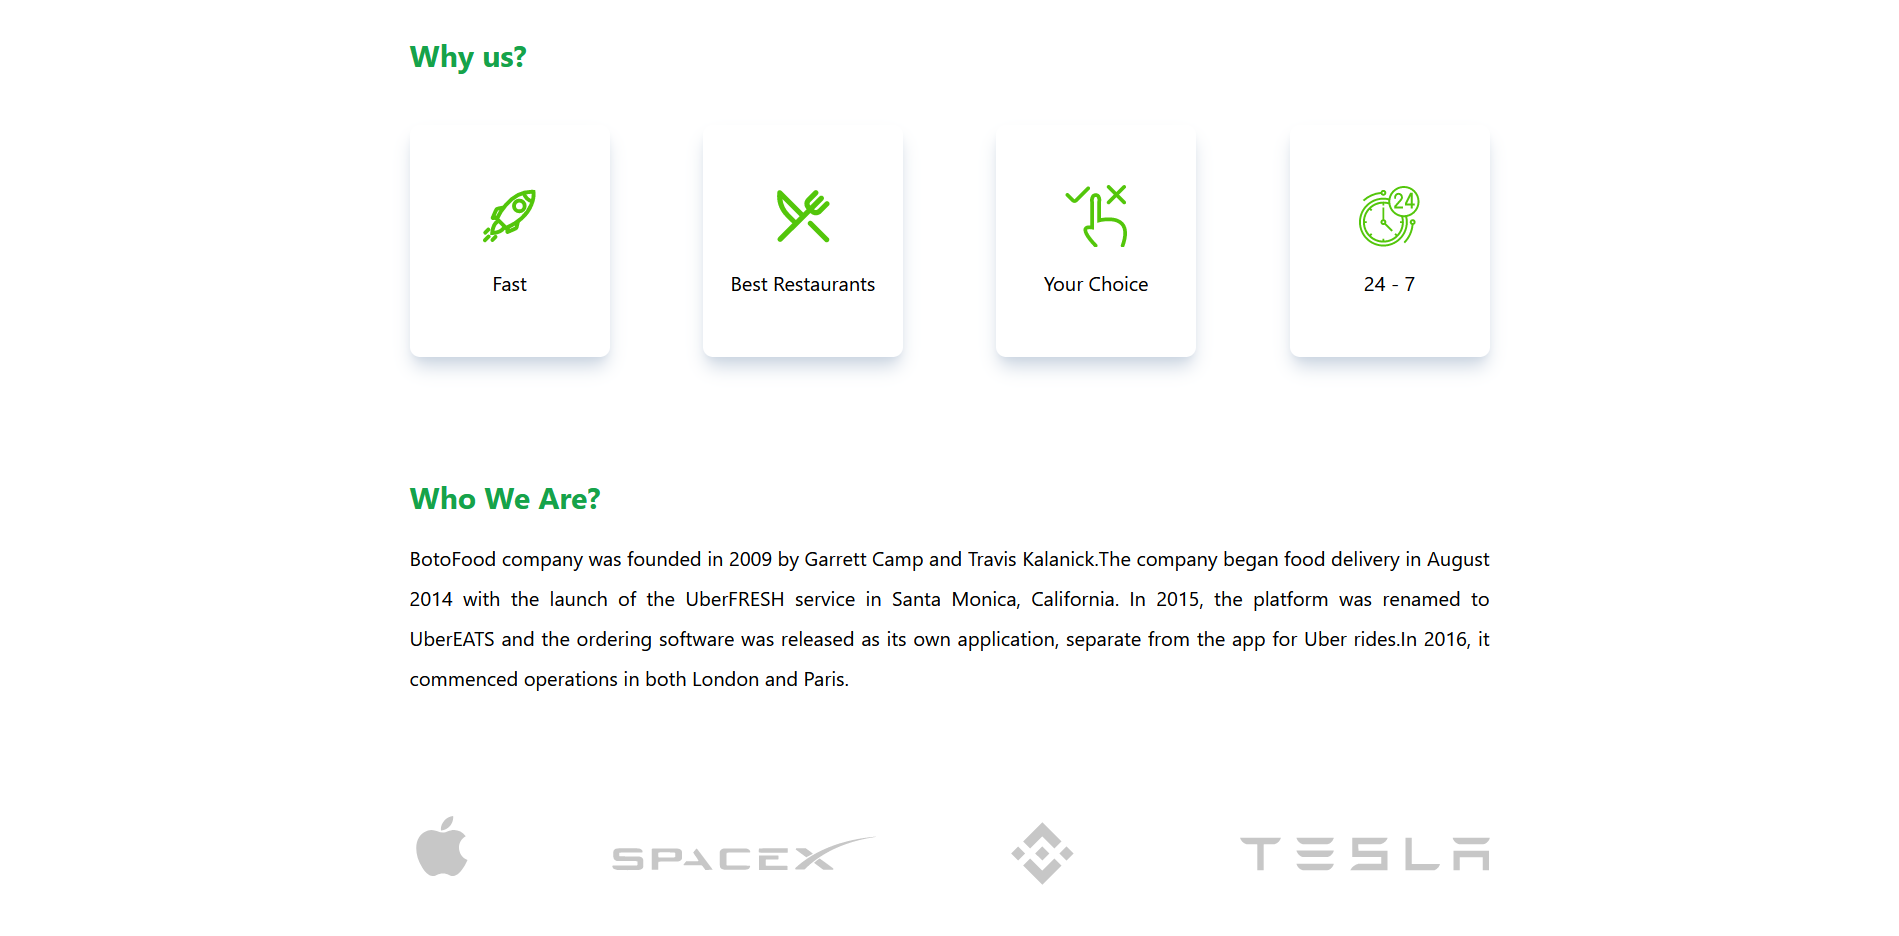 Why us?
24
Fast
Best Restaurants
Your Choice
24 - 7
Who We Are?
BotoFood company was founded in 2009 by Garrett Camp and Travis Kalanick.The company began food delivery in August
2014 with the launch of the UberFRESH service in Santa Monica, California. In 2015, the platform was renamed to
UberEATS and the ordering software was released as its own application, separate from the app for Uber rides.In 2016, it
commenced operations in both London and Paris.
SPACEX
TESLA